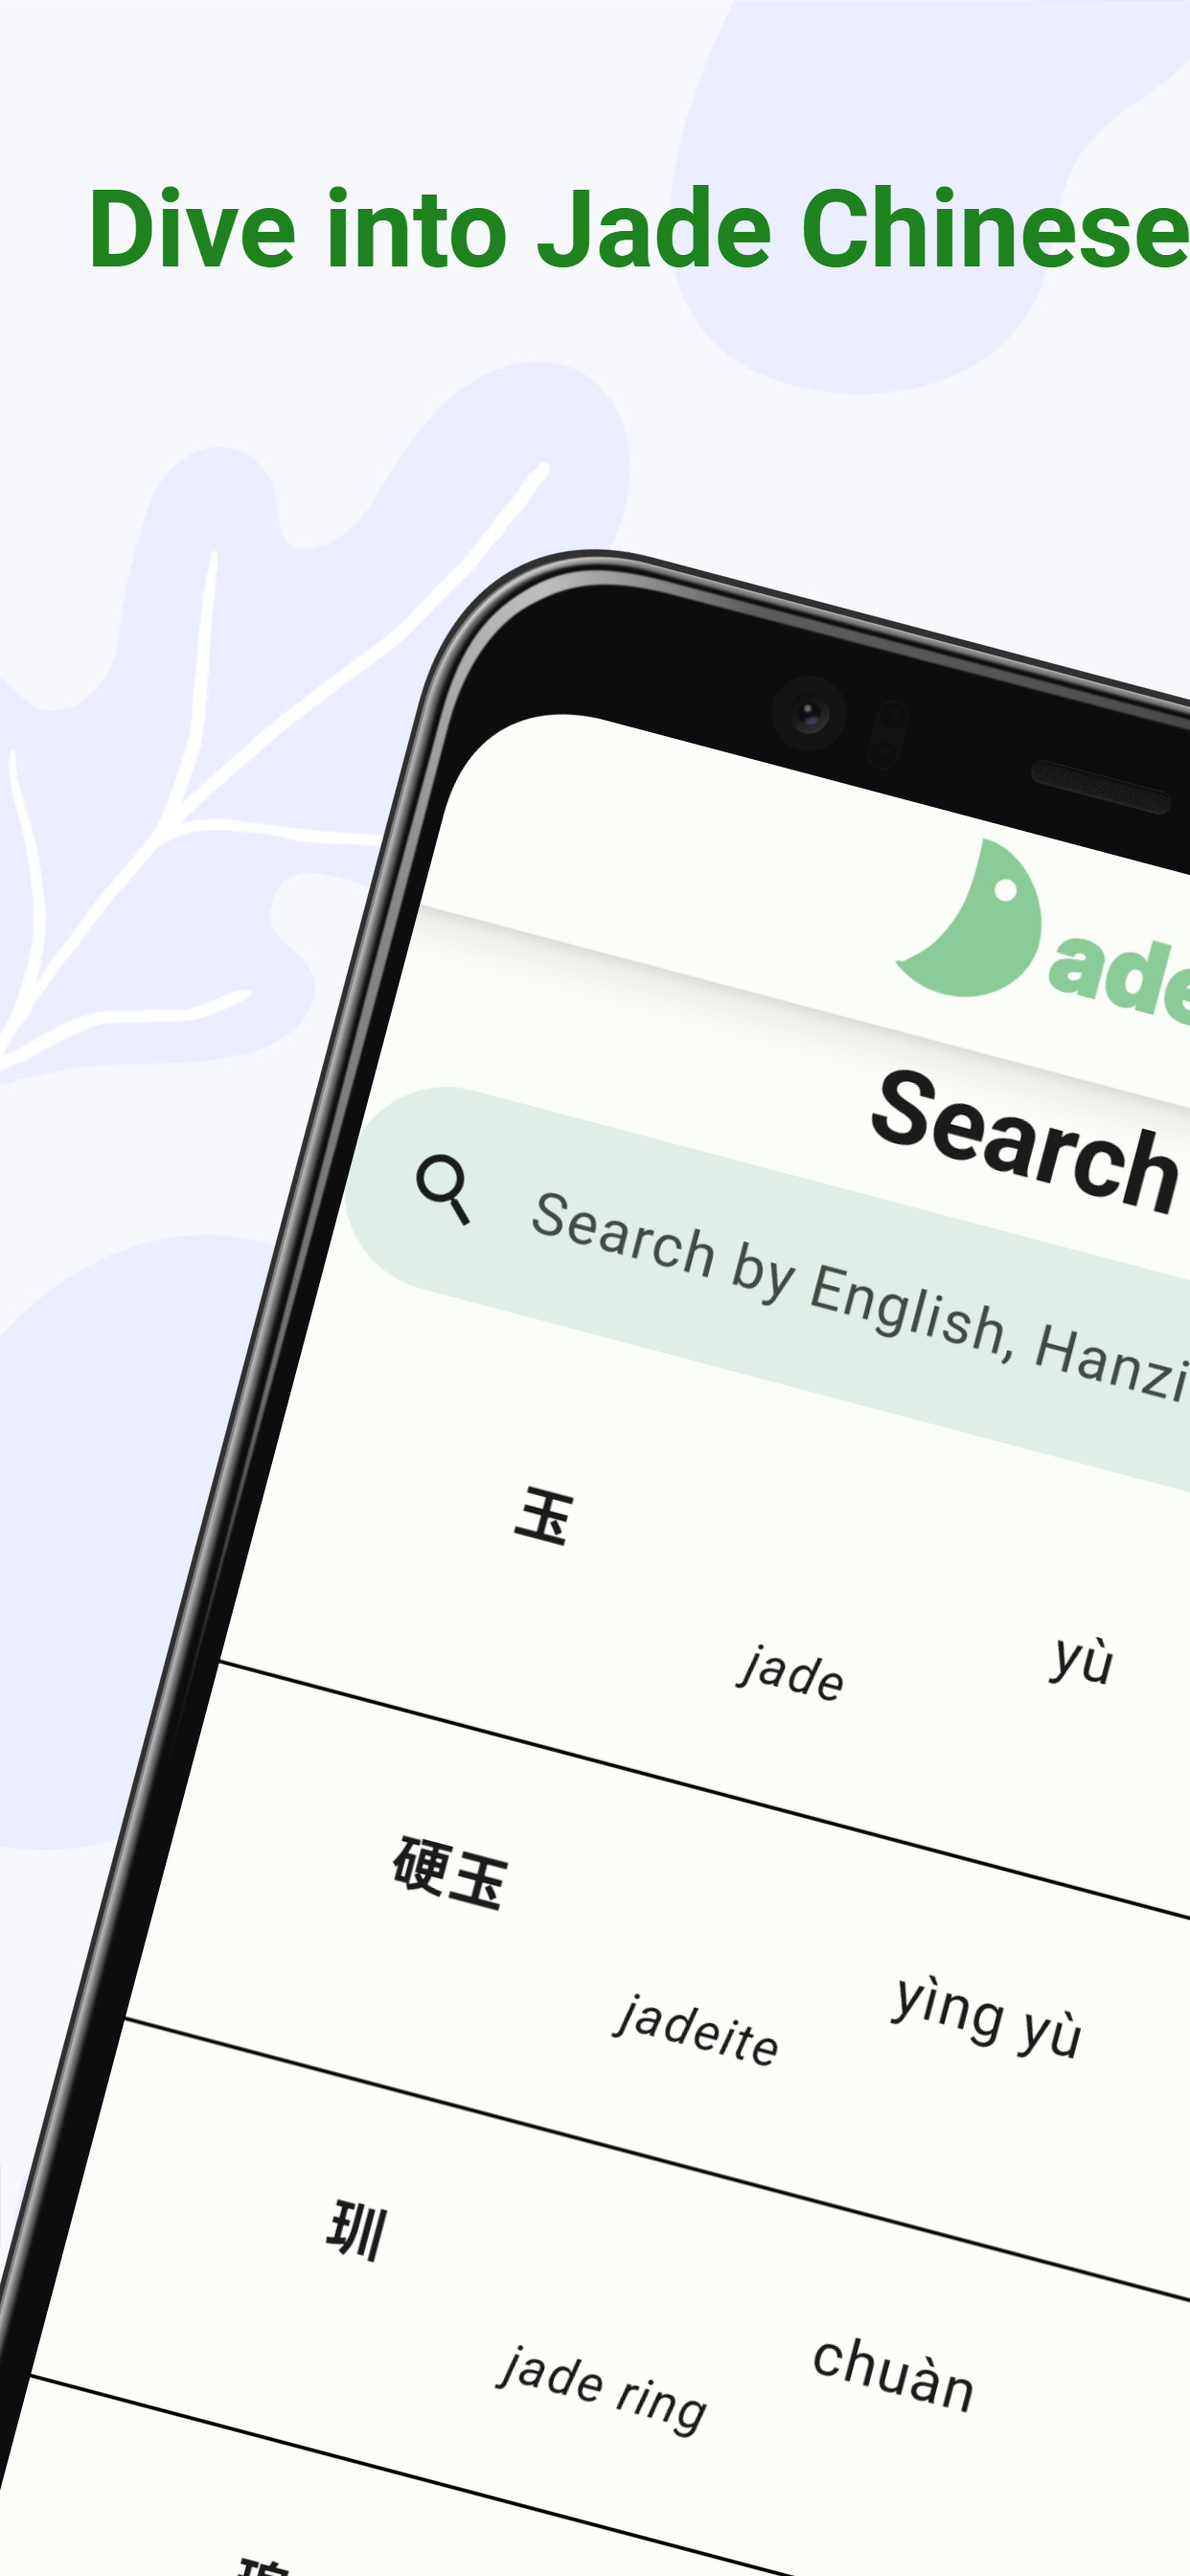 Dive into Jade Chinese
ade
Search
Search by English, Hanzi
玉
jade
yù
硬玉
jadeite
yìng yù
玔
jade ring
chuàn